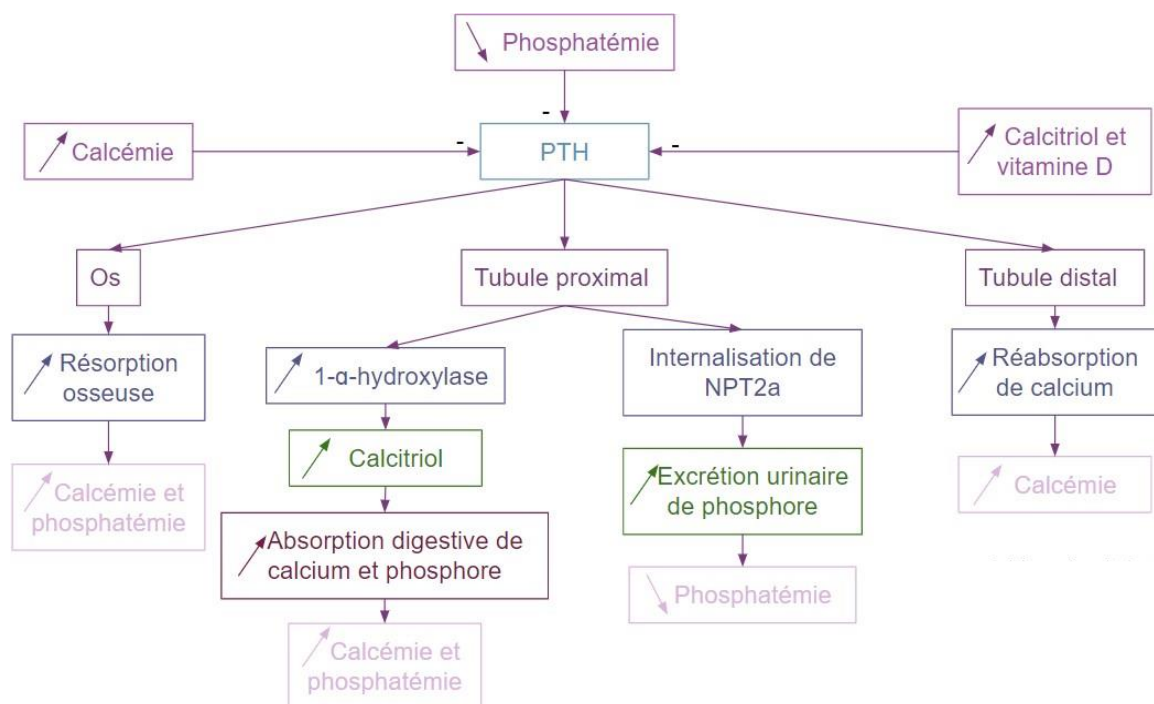 Phosphatémie
-
Calcémie
-
PTH
-
Calcitriol et
vitamine D
Os
Tubule proximal
Tubule distal
Résorption
osseuse
1-α-hydroxylase
Internalisation de
NPT2a
Réabsorption
de calcium
Calcémie et
phosphatémie
Calcitriol
Excrétion urinaire
de phosphore
Calcémie
Absorption digestive de
calcium et phosphore
Phosphatémie
Calcémie et
phosphatémie